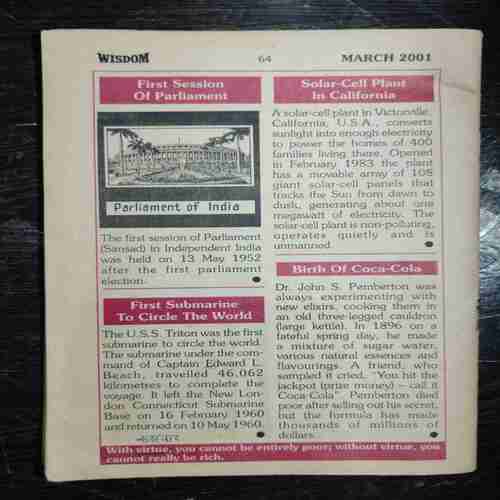 WISDOM 64 MARCH 2001
First Session
Of Parliament
Parliament of India
The first session of Parliament
(Sansad) in Independent India
was held on 13 May 1952
after the first parliament
election.
First Submarine
To Circle The World
The U.S.S. Triton was the first
submarine to circle the world.
The submarine under the com-
mand of Captain Edward L.
Beach, travelled 46,062
kilometres to complete the
voyage. It left the New Lon-
don Connecticut Submarine
Base on 16 February 1960
and returned on 10 May 1960.
Solar-Cell Plant
In California
A solar-cell plant in Victorville,
California, U.S.A., converts
sunlight into enough electricity
to power the homes of 400
families living there. Opened
in February 1983 the plant
has a movable array of 108
giant solar-cell panels that
tracks the Sun from dawn to
dusk, generating about one
megawatt of electricity. The
solar-cell plant is non-polluting,
operates quietly and is
unmanned.
Birth Of Coca-Cola
Dr. John S. Pemberton was
always experimenting with
new elixirs, cooking them in
an old three-legged cauldron
(large kettle). In 1896 on a
fateful spring day, he made
a mixture of sugar water,
various natural essences and
flavourings. A friend, who
sampled it cried, "You hit the
jackpot (prize money) – call it
Coca-Cola". Pemberton died
poor after selling out his secret,
but the formula has made
thousands of millions of
dollars.
With virtue, you cannot be entirely poor; without virtue, you
cannot really be rich.